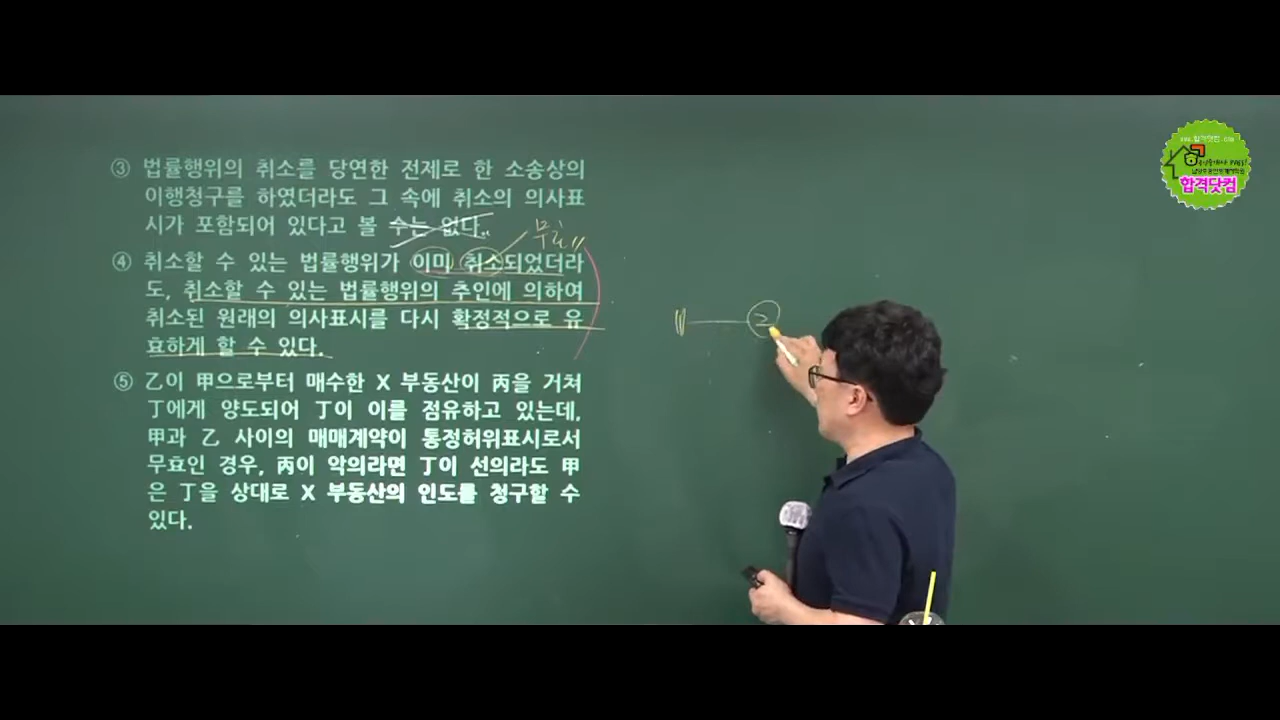 ③ 법률행위의 취소를 당연한 전제로 한 소송상의
이행청구를 하였더라도 그 속에 취소의 의사표
시가 포함되어 있다고 볼 수는 없다.
무효
④ 취소할 수 있는 법률행위가 이미 취소되었더라
도, 취소할 수 있는 법률행위의 추인에 의하여
취소된 원래의 의사표시를 다시 확정적으로 유
효하게 할 수 있다.
⑤ 乙이 甲으로부터 매수한 X 부동산이 丙을 거쳐
丁에게 양도되어 丁이 이를 점유하고 있는데,
甲과 乙 사이의 매매계약이 통정허위표시로서
무효인 경우, 丙이 악의라면 丁이 선의라도 甲
은 丁을 상대로 X 부동산의 인도를 청구할 수
있다.
2
합격닷컴